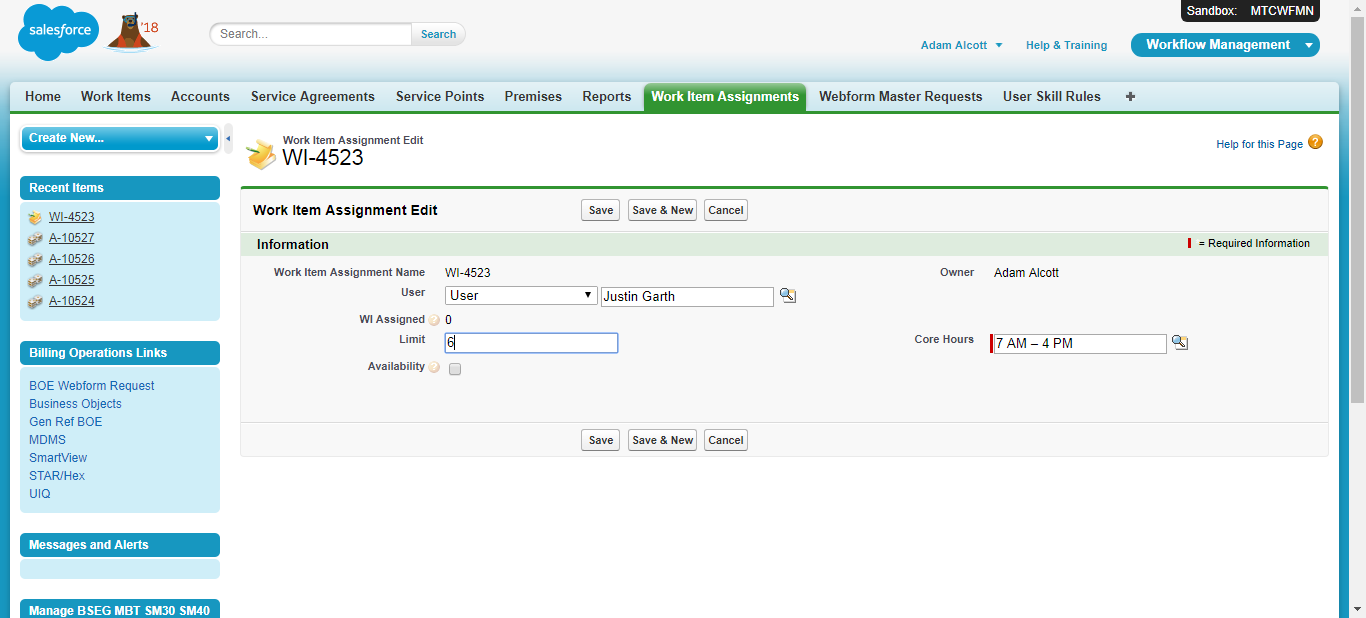 Sandbox: MTCWFMN
salesforce
'18
Search...
Search
Adam Alcott
Help & Training
Workflow Management
Home
Work Items
Accounts
Service Agreements
Service Points
Premises
Reports
Work Item Assignments
Webform Master Requests
User Skill Rules
+
Create New...
Work Item Assignment Edit
WI-4523
Help for this Page ?
Recent Items
WI-4523
A-10527
A-10526
A-10525
A-10524
Billing Operations Links
BOE Webform Request
Business Objects
Gen Ref BOE
MDMS
SmartView
STAR/Hex
UIQ
Messages and Alerts
Manage BSEG MBT SM30 SM40
Work Item Assignment Edit
Save
Save & New
Cancel
Information
= Required Information
Work Item Assignment Name WI-4523
Owner Adam Alcott
User User Justin Garth
WI Assigned ? 0
Limit 6
Core Hours 7 AM – 4 PM
Availability ?
Save
Save & New
Cancel